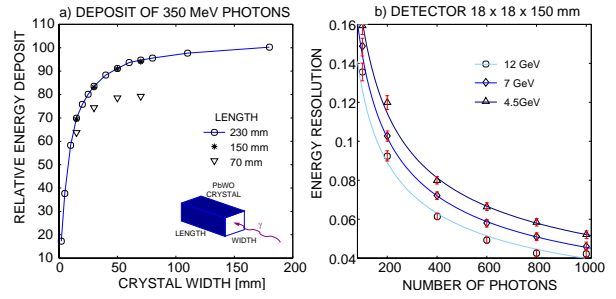 a) DEPOSIT OF 350 MeV PHOTONS
110
100
90
80
70
60
50
40
30
20
10
RELATIVE ENERGY DEPOSIT
LENGTH
230 mm
150 mm
70 mm
PbWO
CRYSTAL
γ
LENGTH
WIDTH
0 50 100 150 200
CRYSTAL WIDTH [mm]
b) DETECTOR 18 x 18 x 150 mm
0.16
0.14
0.12
0.1
0.08
0.06
0.04
ENERGY RESOLUTION
12 GeV
7 GeV
4.5GeV
200 400 600 800 1000
NUMBER OF PHOTONS